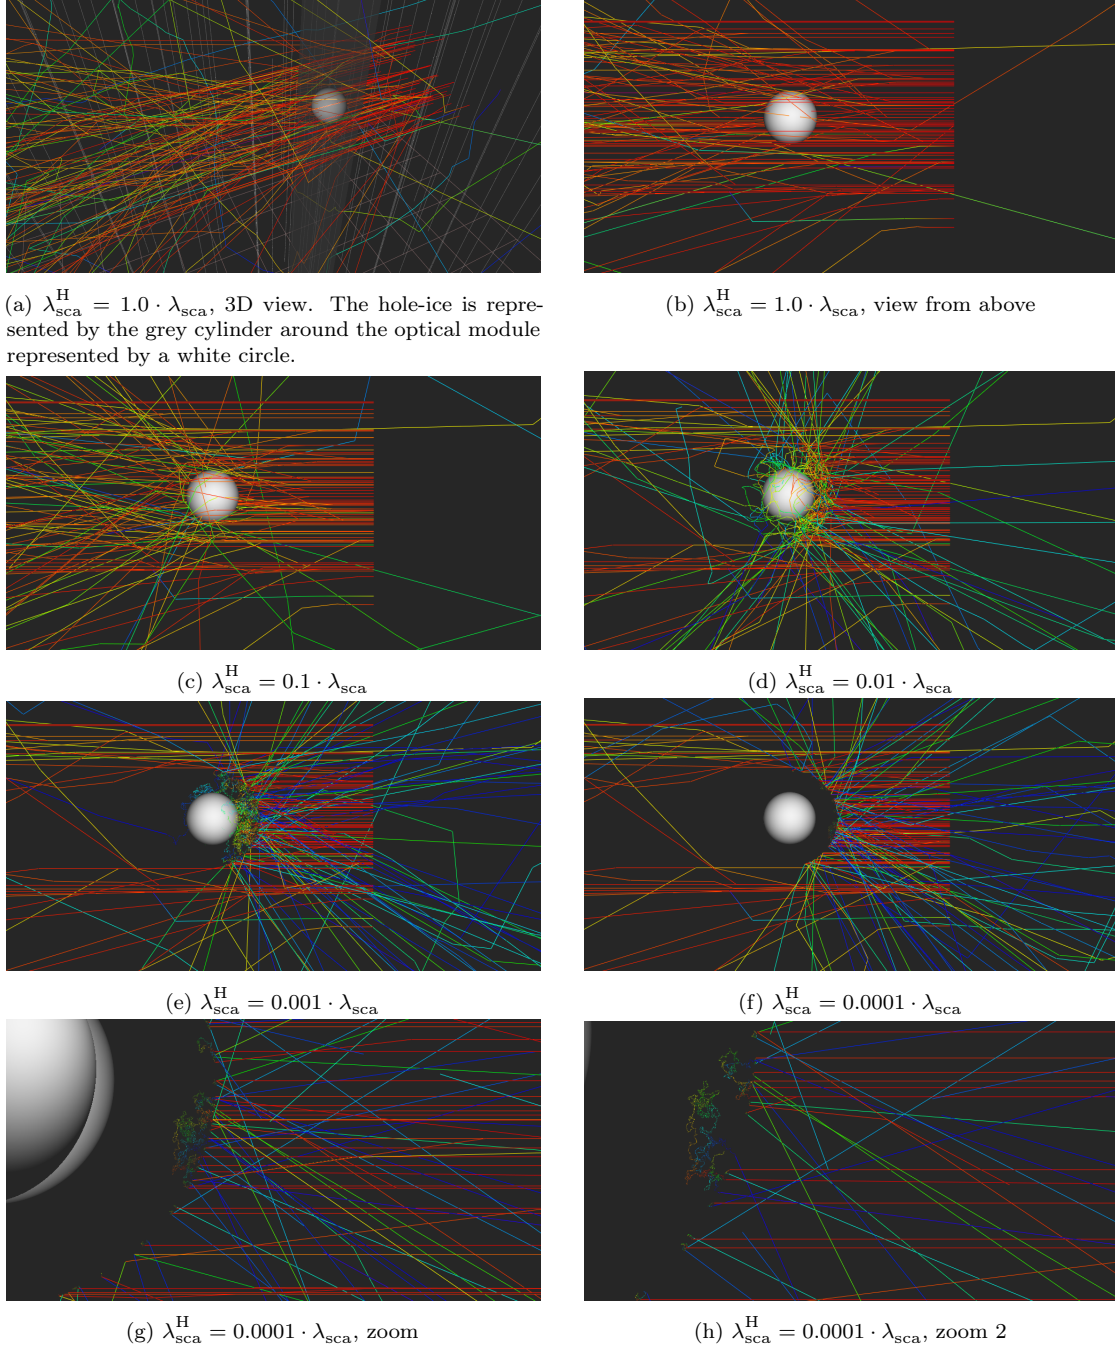 (a) λ^H_sca = 1.0 · λ_sca, 3D view. The hole-ice is repre-
sented by the grey cylinder around the optical module
represented by a white circle.
(b) λ^H_sca = 1.0 · λ_sca, view from above
(c) λ^H_sca = 0.1 · λ_sca
(d) λ^H_sca = 0.01 · λ_sca
(e) λ^H_sca = 0.001 · λ_sca
(f) λ^H_sca = 0.0001 · λ_sca
(g) λ^H_sca = 0.0001 · λ_sca, zoom
(h) λ^H_sca = 0.0001 · λ_sca, zoom 2